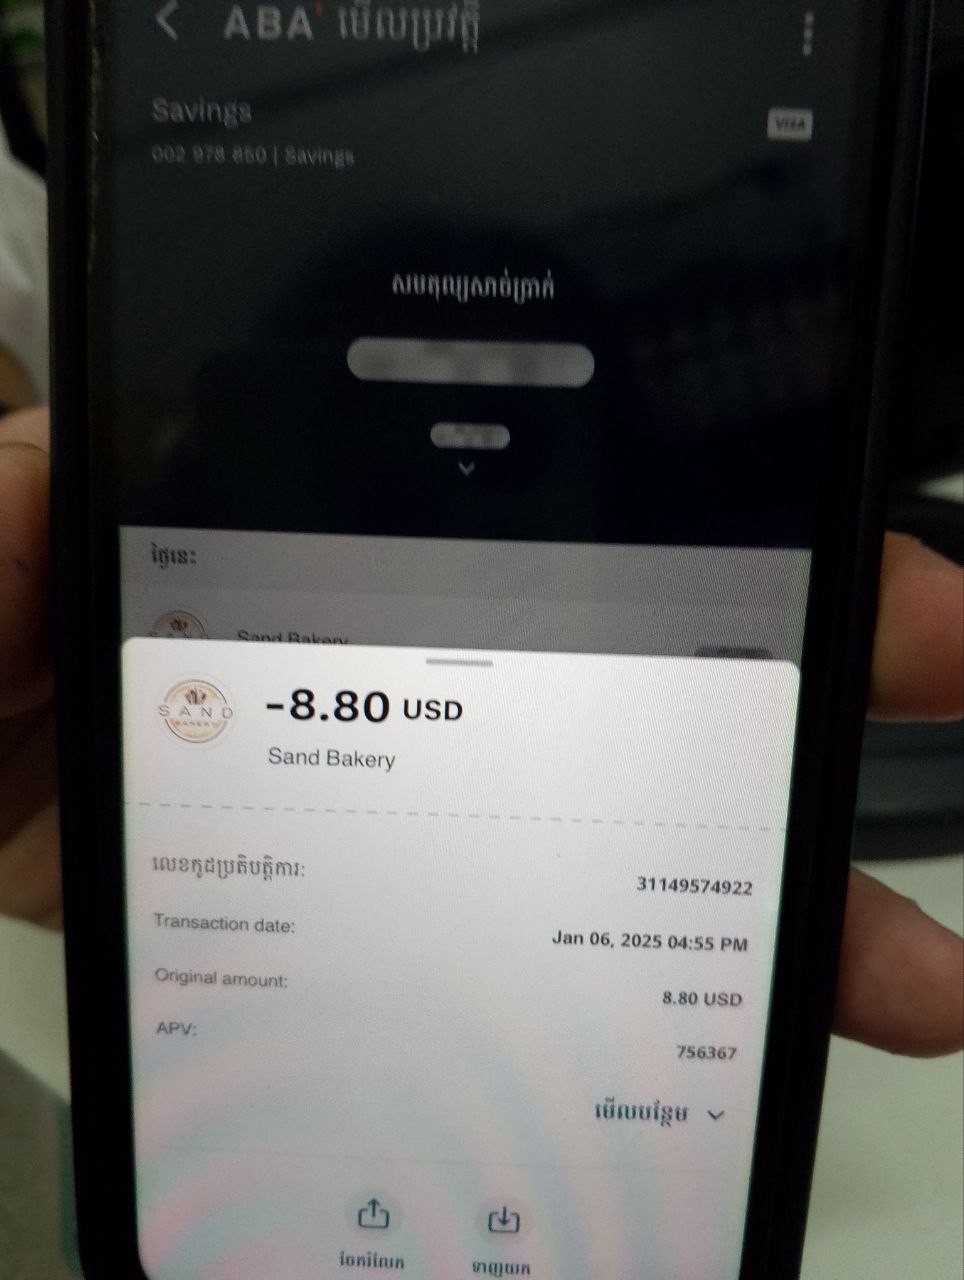 ABA' មើលប្រវត្តិ
Savings
VISA
002 978 850 | Savings
សមតុល្យសាច់ប្រាក់
ថ្ងៃនេះ
Sand Bakery
-8.80 USD
SAND
BAKERY
Sand Bakery
លេខកូដប្រតិបត្តិការ: 31149574922
Transaction date: Jan 06, 2025 04:55 PM
Original amount: 8.80 USD
APV: 756367
មើលបន្ថែម
ចែករំលែក ទាញយក